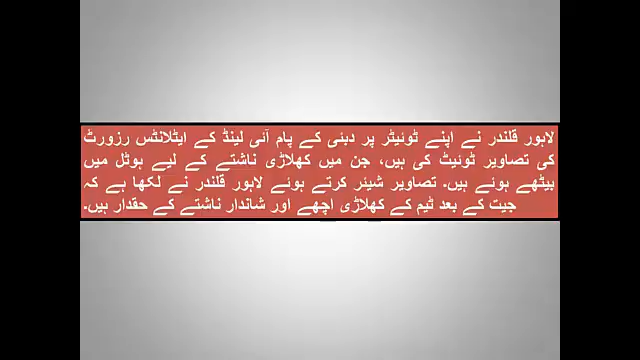 لاہور قلندر نے اپنے ٹوئیٹر پر دبئی کے پام آئی لینڈ کے ایٹلانٹس رزورٹ
کی تصاویر ٹوئیٹ کی ہیں، جن میں کھلاڑی ناشتے کے لیے ہوٹل میں
بیٹھے ہوئے ہیں۔ تصاویر شیئر کرتے ہوئے لاہور قلندر نے لکھا ہے کہ
جیت کے بعد ٹیم کے کھلاڑی اچھے اور شاندار ناشتے کے حقدار ہیں۔